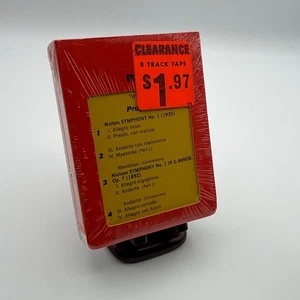 CLEARANCE
8 TRACK TAPE
$1.97
Walton SYMPHONY No. 1 (1935)
1 I. Allegro assai
II. Presto, con malizia
2 III. Andante con malinconia
IV. Maestoso (Part I)
Maestoso (Conclusion)
3 Nielsen SYMPHONY No. 1 IN G MINOR,
Op. 7 (1892)
I. Allegro orgoglioso
II. Andante (Part I)
Andante (Conclusion)
4 III. Allegro comodo
IV. Allegro con fuoco